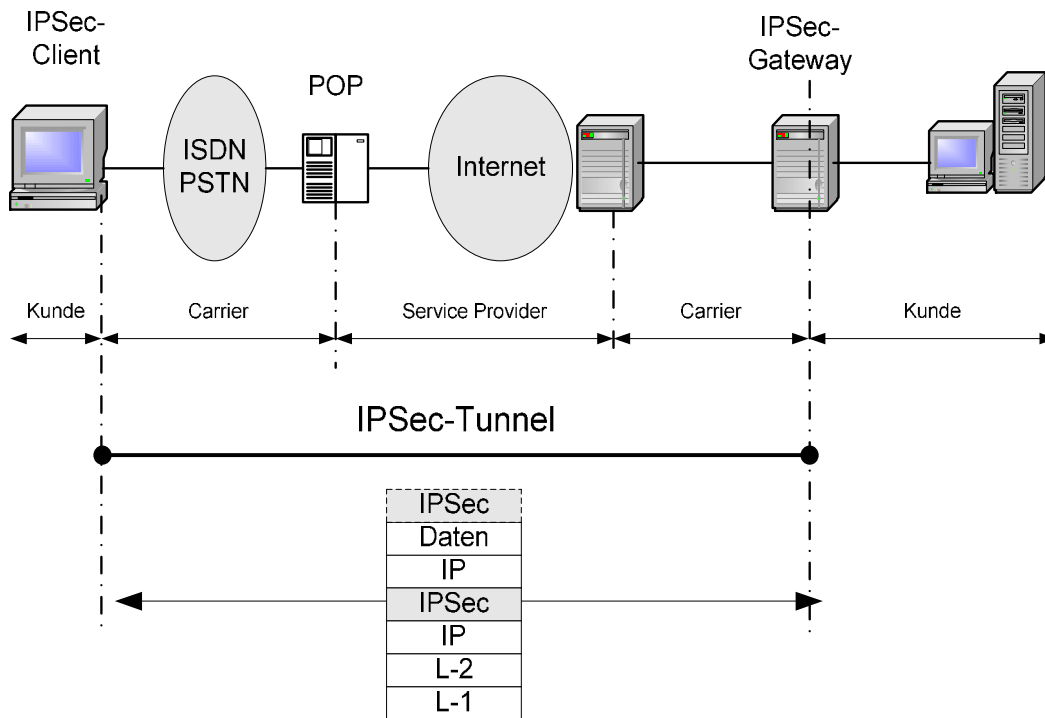 IPSec-
Client
IPSec-
Gateway
POP
ISDN
PSTN
Internet
Kunde
Carrier
Service Provider
Carrier
Kunde
IPSec-Tunnel
IPSec
Daten
IP
IPSec
IP
L-2
L-1